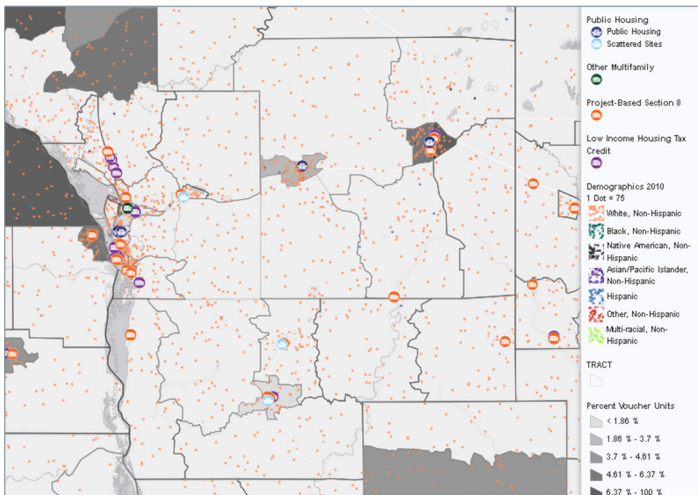 Public Housing
Public Housing
Scattered Sites
Other Multifamily
Project-Based Section 8
Low Income Housing Tax
Credit
Demographics 2010
1 Dot = 75
White, Non-Hispanic
Black, Non-Hispanic
Native American, Non-
Hispanic
Asian/Pacific Islander,
Non-Hispanic
Hispanic
Other, Non-Hispanic
Multi-racial, Non-
Hispanic
TRACT
Percent Voucher Units
< 1.86 %
1.86 % - 3.7 %
3.7 % - 4.61 %
4.61 % - 6.37 %
6.37 % - 100 %